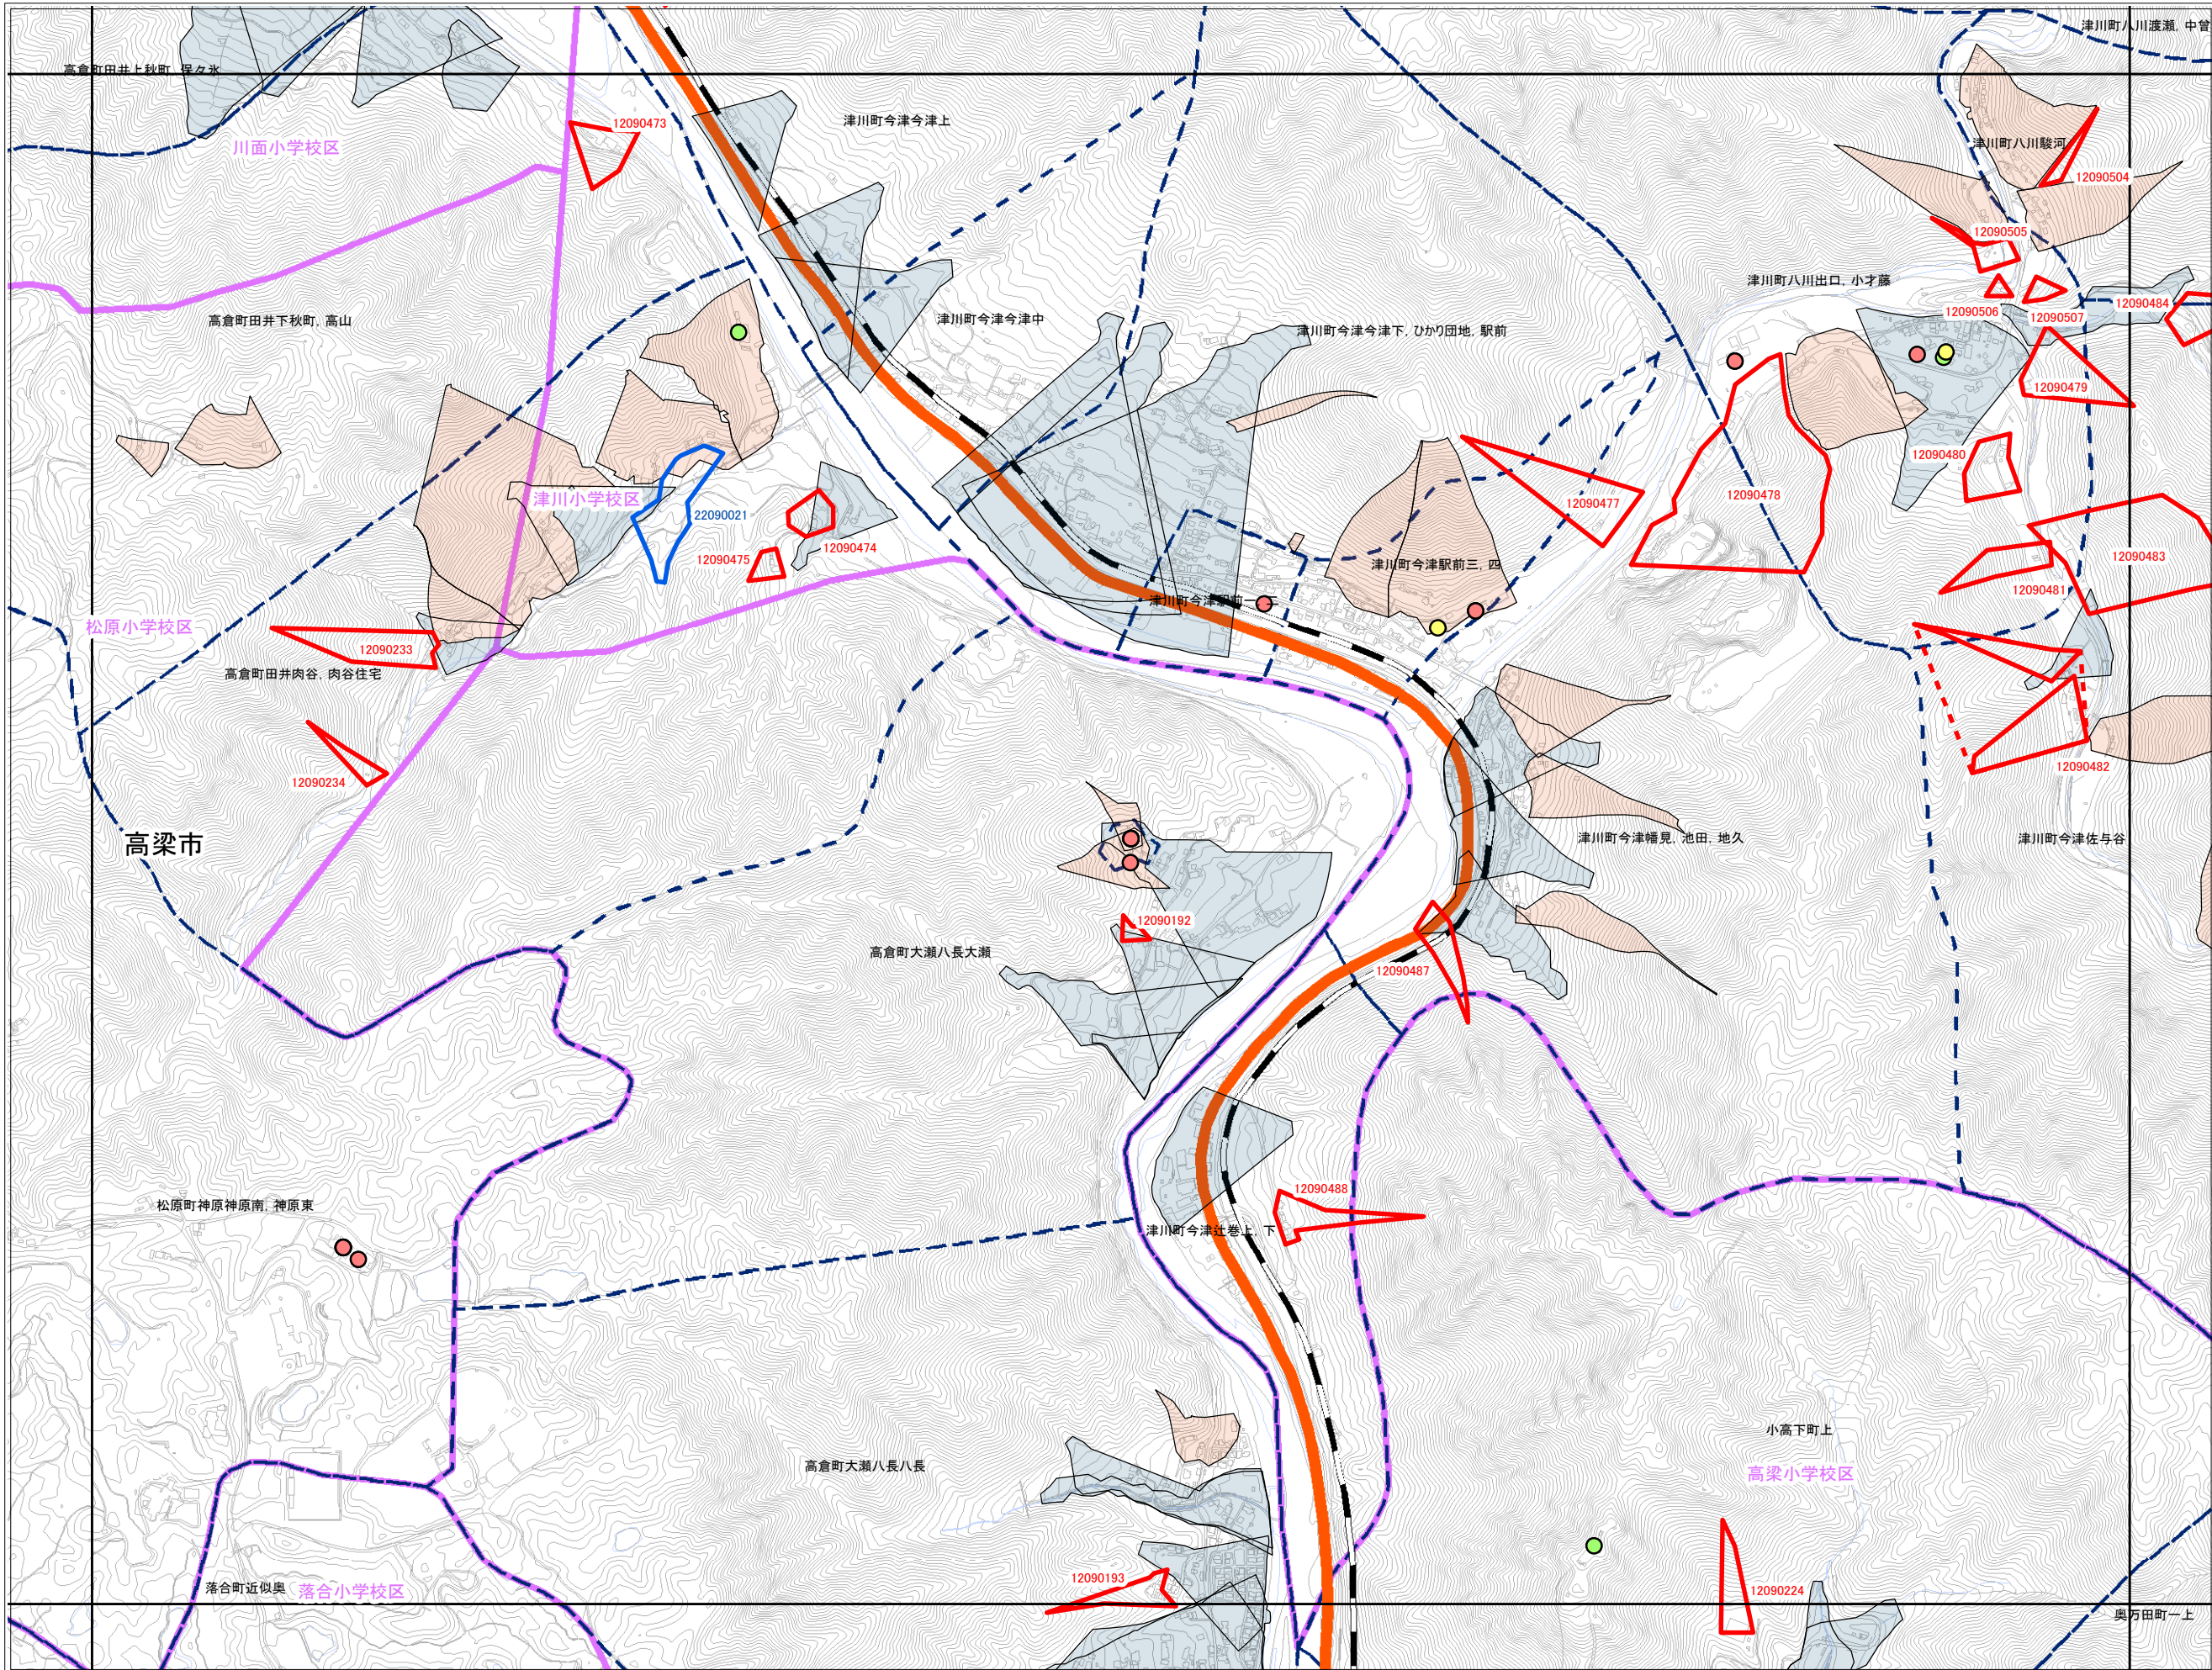 津川町八川渡瀬, 中曽
高倉町田井上秋町, 保々氷
津川町今津今津上
12090473
川面小学校区
津川町八川駿河
12090504
12090505
津川町八川出口, 小才藤
12090484
12090506
12090507
高倉町田井下秋町, 高山
津川町今津今津中
津川町今津今津下, ひかり団地, 駅前
12090479
12090480
津川小学校区
22090021
12090478
12090477
12090474
12090475
12090483
津川町今津駅前三, 四
12090481
津川町今津駅前一
松原小学校区
12090233
高倉町田井肉谷, 肉谷住宅
12090234
12090482
高梁市
津川町今津幡見, 池田, 地久
津川町今津佐与谷
12090192
高倉町大瀬八長大瀬
12090487
12090488
松原町神原神原南, 神原東
津川町今津辻巻上, 下
小高下町上
高倉町大瀬八長八長
高梁小学校区
12090193
落合町近似奥
落合小学校区
12090224
奥万田町一上